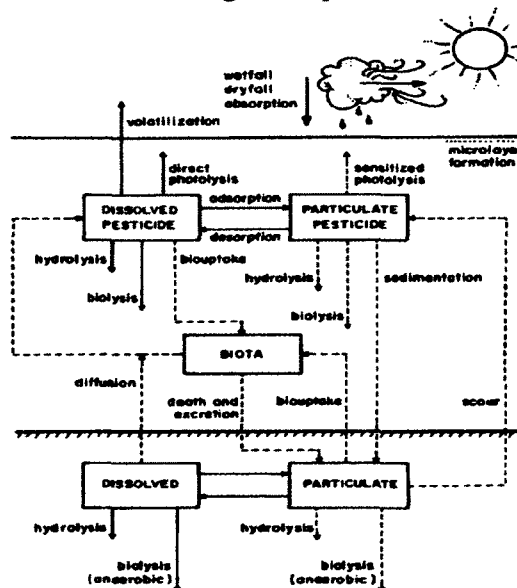 wetfall
dryfall
absorption
volatilization
microlayer
formation
direct
photolysis
sensitized
photolysis
DISSOLVED
PESTICIDE
adsorption
desorption
PARTICULATE
PESTICIDE
hydrolysis
biouptake
hydrolysis
sedimentation
biolysis
biolysis
BIOTA
diffusion
death and
excretion
biouptake
scour
DISSOLVED
PARTICULATE
hydrolysis
hydrolysis
biolysis
(anaerobic)
biolysis
(anaerobic)